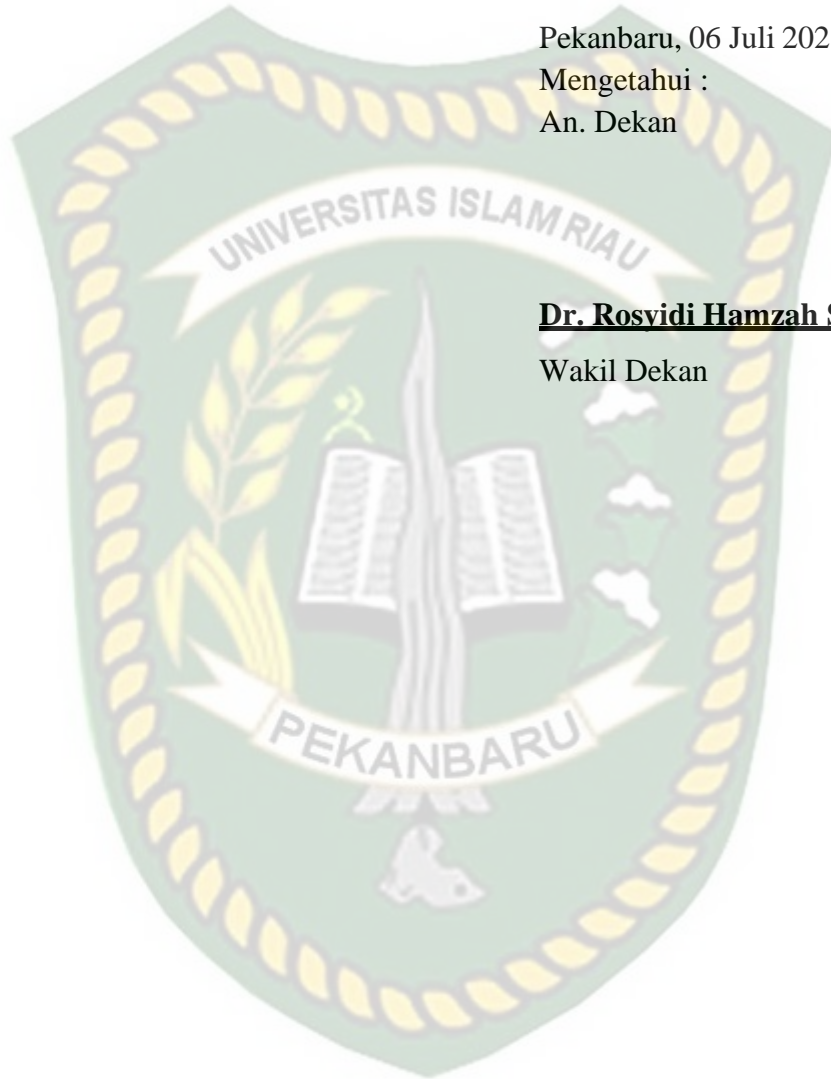 Pekanbaru, 06 Juli 202
Mengetahui :
An. Dekan
UNIVERSITAS ISLAM RIAU
Dr. Rosyidi Hamzah S
Wakil Dekan
PEKANBARU